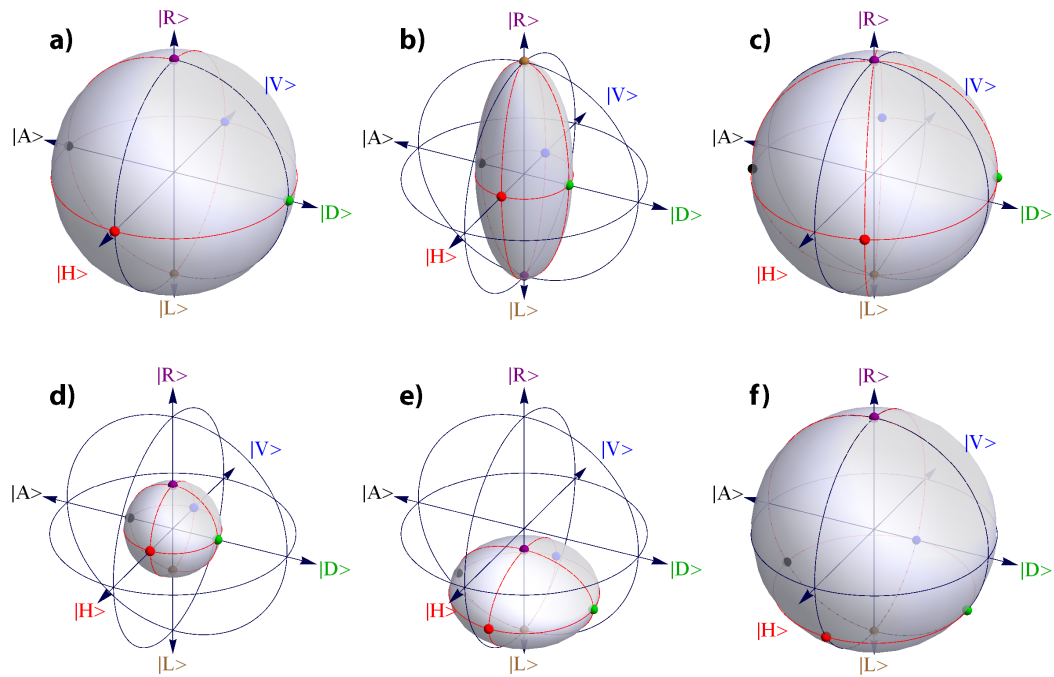 a)
|R>
|V>
|A>
|D>
|H>
|L>
b)
|R>
|V>
|A>
|D>
|H>
|L>
c)
|R>
|V>
|A>
|D>
|H>
|L>
d)
|R>
|V>
|A>
|D>
|H>
|L>
e)
|R>
|V>
|A>
|D>
|H>
|L>
f)
|R>
|V>
|A>
|D>
|H>
|L>